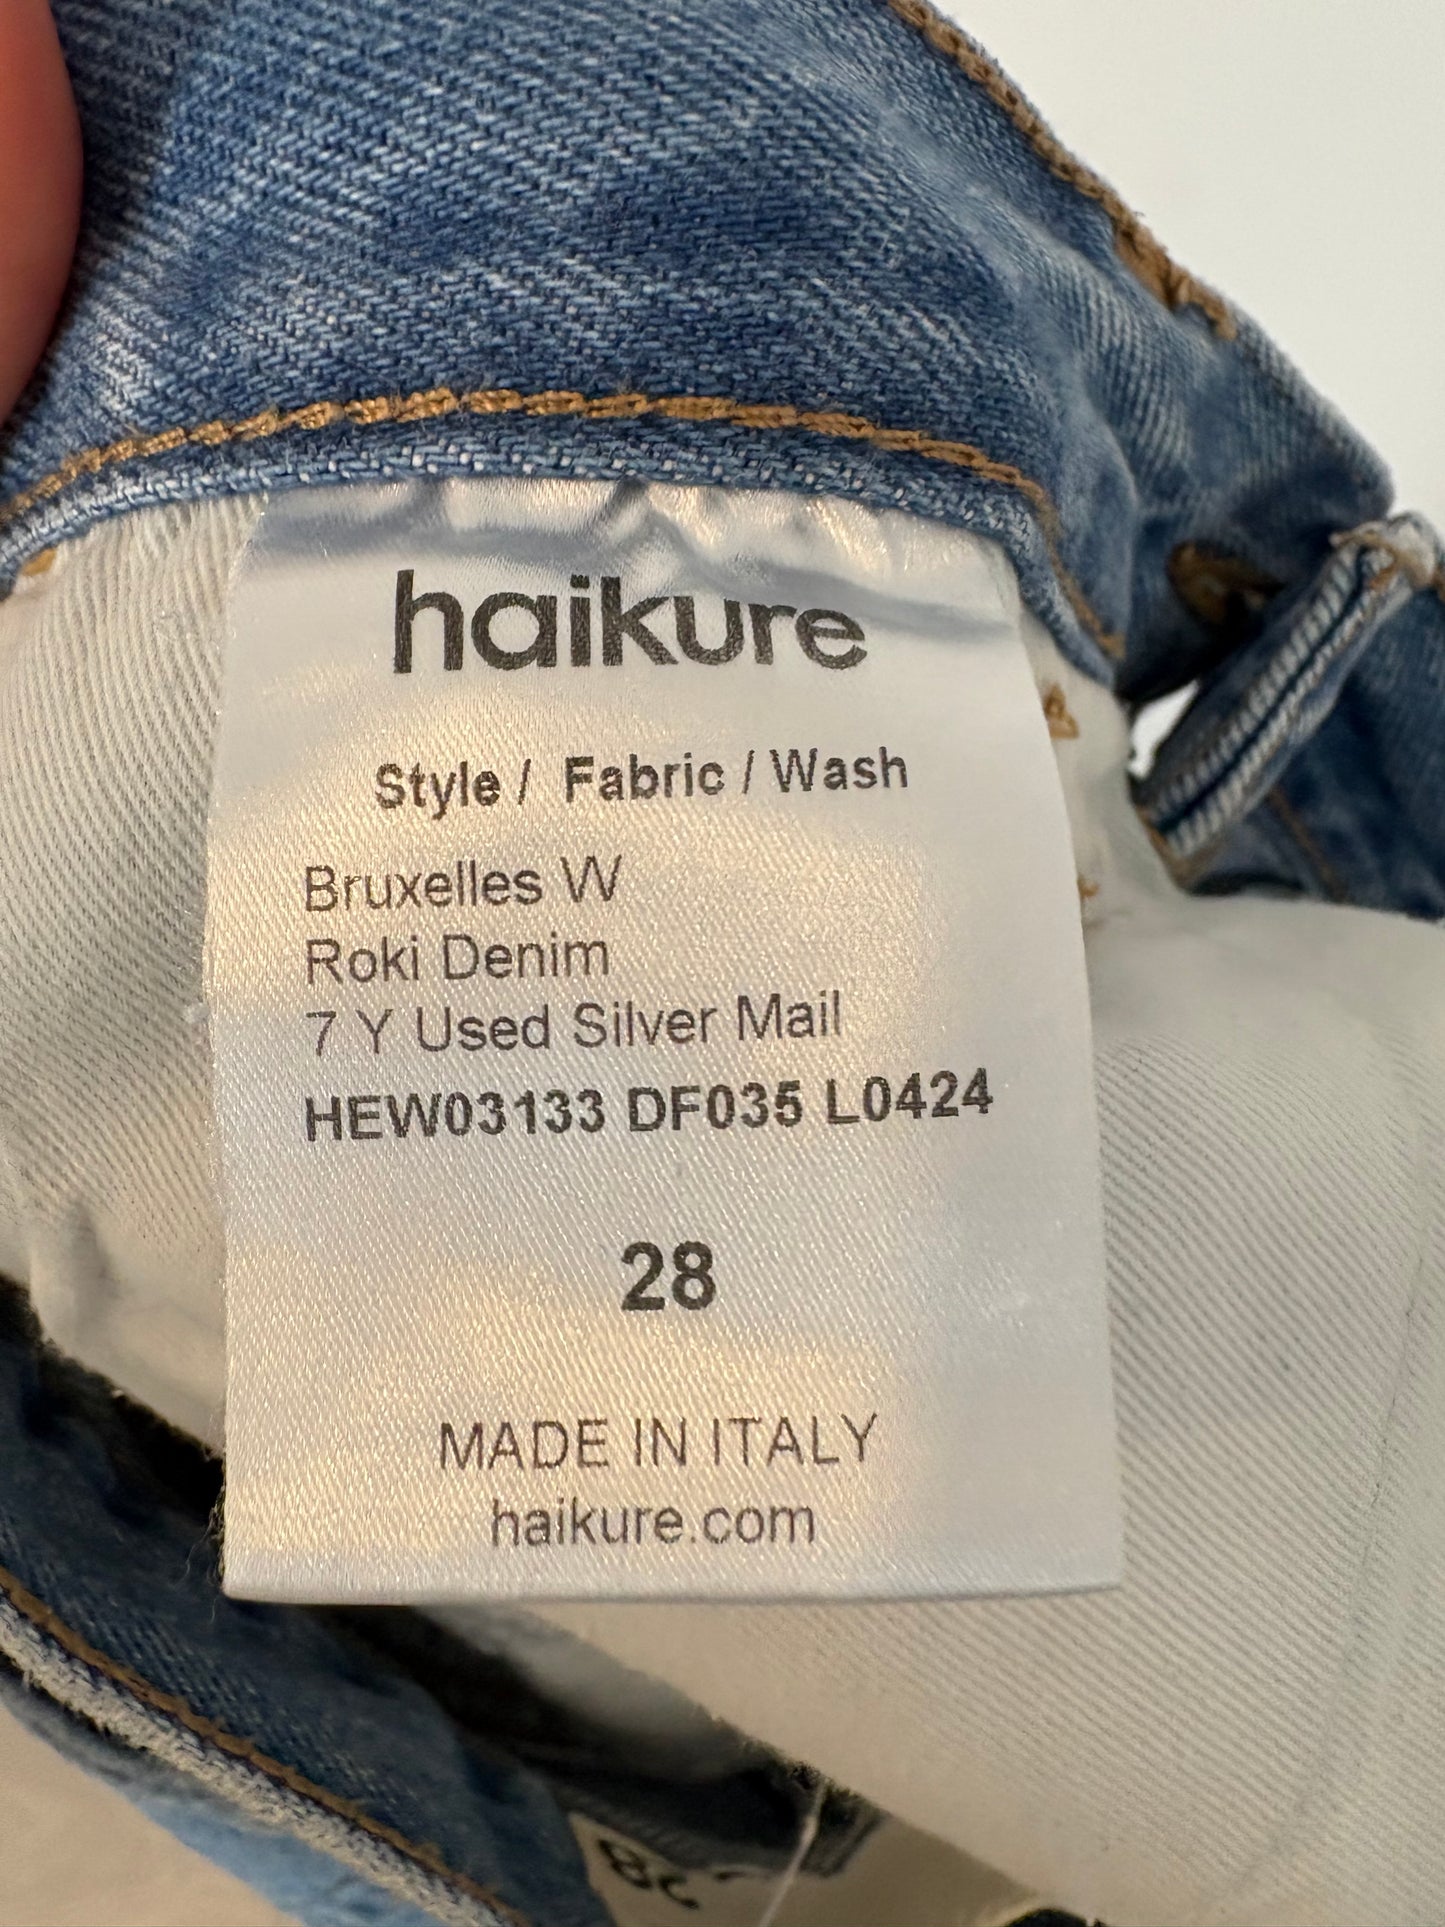 haikure
Style / Fabric / Wash
Bruxelles W
Roki Denim
7 Y Used Silver Mail
HEW03133 DF035 L0424
28
MADE IN ITALY
haikure.com